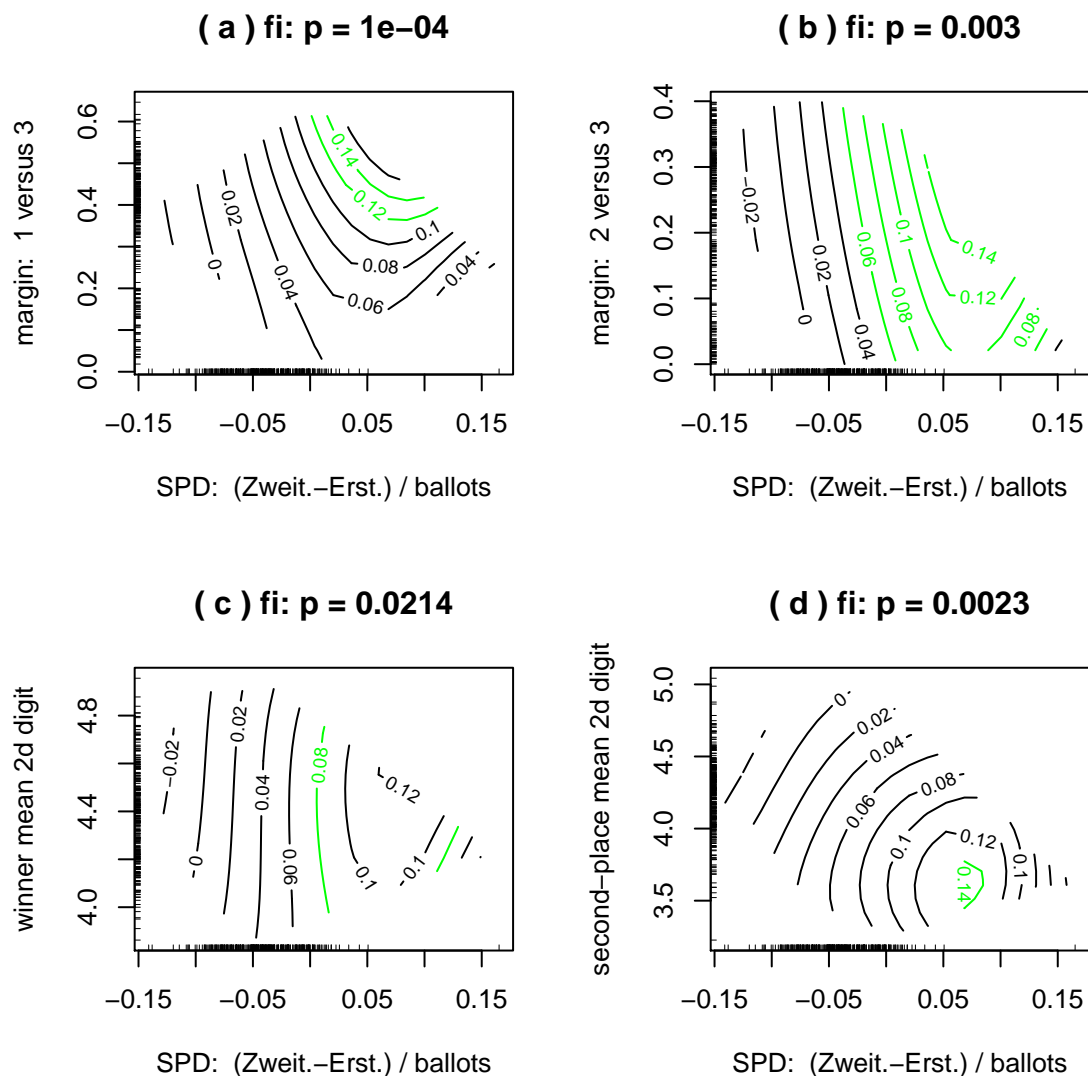 ( a ) fi: p = 1e−04
margin: 1 versus 3
0.0 0.2 0.4 0.6
0
0.02
0.04
0.06
0.08
0.1
0.12
0.14
−0.04
−0.15 −0.05 0.05 0.15
SPD: (Zweit.−Erst.) / ballots
( b ) fi: p = 0.003
margin: 2 versus 3
0.0 0.1 0.2 0.3 0.4
−0.02
0
0.02
0.04
0.06
0.08
0.1
0.12
0.14
0.08
−0.15 −0.05 0.05 0.15
SPD: (Zweit.−Erst.) / ballots
( c ) fi: p = 0.0214
winner mean 2d digit
4.0 4.4 4.8
−0.02
0
0.02
0.04
0.06
0.08
0.1
0.12
0.1
−0.15 −0.05 0.05 0.15
SPD: (Zweit.−Erst.) / ballots
( d ) fi: p = 0.0023
second−place mean 2d digit
3.5 4.0 4.5 5.0
0
0.02
0.04
0.06
0.08
0.1
0.12
0.14
0.1
−0.15 −0.05 0.05 0.15
SPD: (Zweit.−Erst.) / ballots